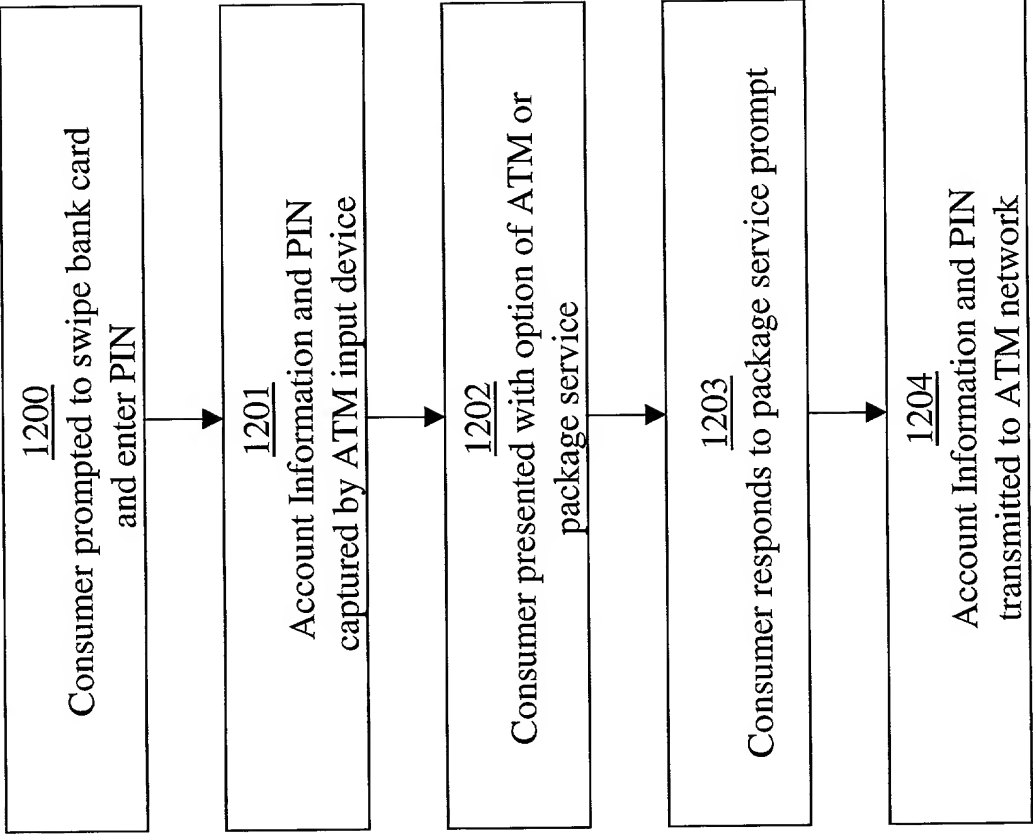 1200
Consumer prompted to swipe bank card
and enter PIN
1201
Account Information and PIN
captured by ATM input device
1202
Consumer presented with option of ATM or
package service
1203
Consumer responds to package service prompt
1204
Account Information and PIN
transmitted to ATM network